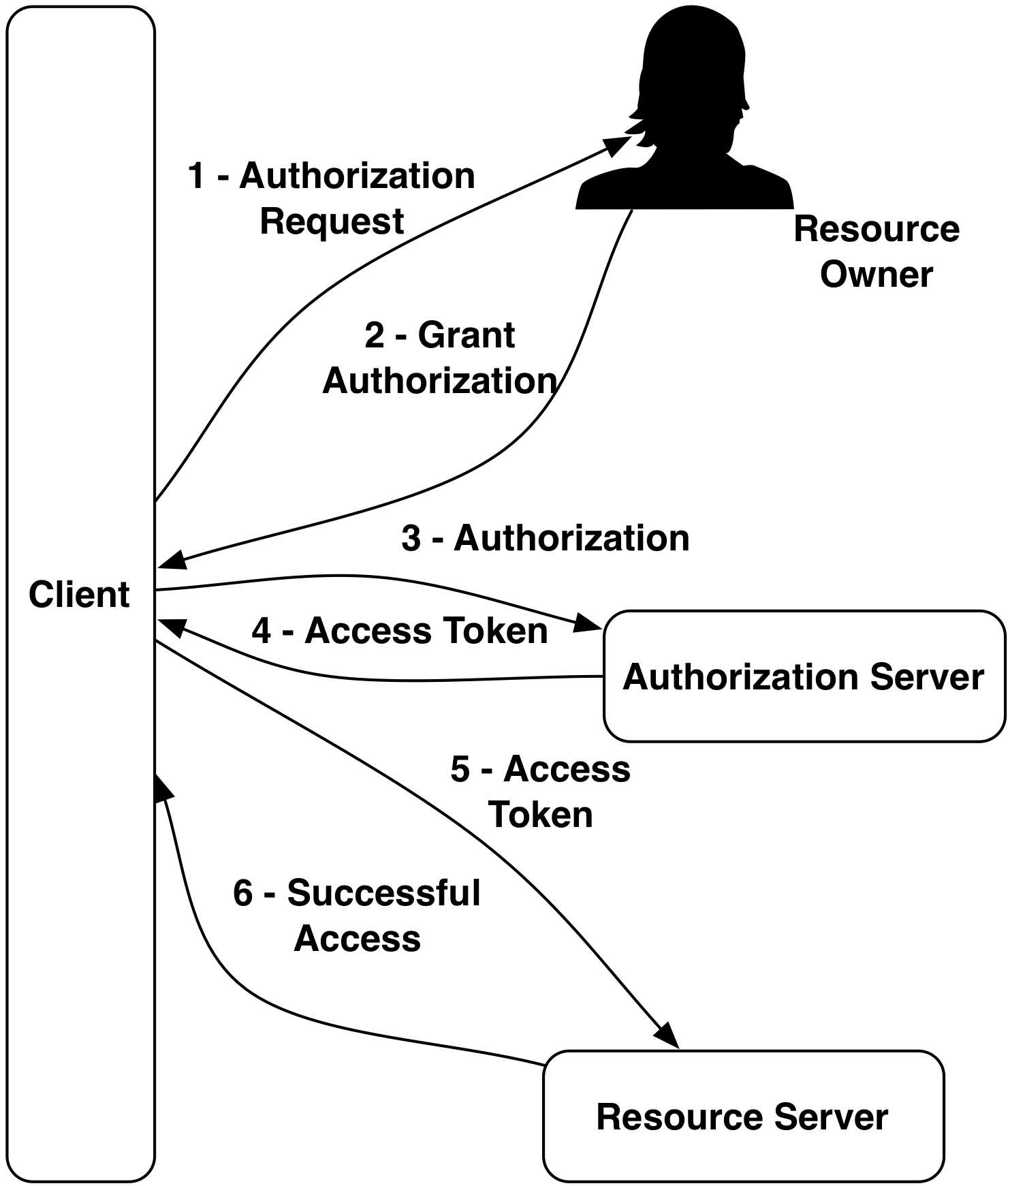 1 - Authorization
Request
Resource
Owner
2 - Grant
Authorization
3 - Authorization
Client
4 - Access Token
Authorization Server
5 - Access
Token
6 - Successful
Access
Resource Server